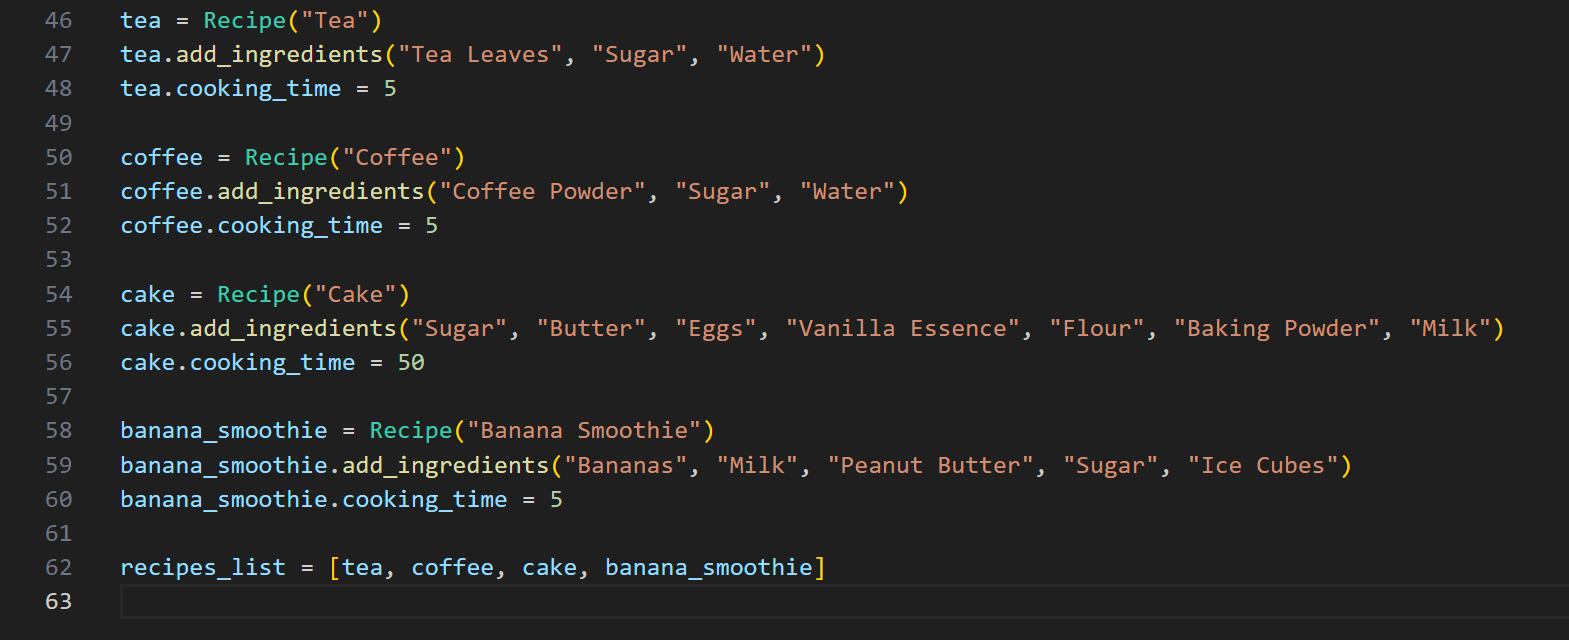 46 tea = Recipe("Tea")
47 tea.add_ingredients("Tea Leaves", "Sugar", "Water")
48 tea.cooking_time = 5
49
50 coffee = Recipe("Coffee")
51 coffee.add_ingredients("Coffee Powder", "Sugar", "Water")
52 coffee.cooking_time = 5
53
54 cake = Recipe("Cake")
55 cake.add_ingredients("Sugar", "Butter", "Eggs", "Vanilla Essence", "Flour", "Baking Powder", "Milk")
56 cake.cooking_time = 50
57
58 banana_smoothie = Recipe("Banana Smoothie")
59 banana_smoothie.add_ingredients("Bananas", "Milk", "Peanut Butter", "Sugar", "Ice Cubes")
60 banana_smoothie.cooking_time = 5
61
62 recipes_list = [tea, coffee, cake, banana_smoothie]
63